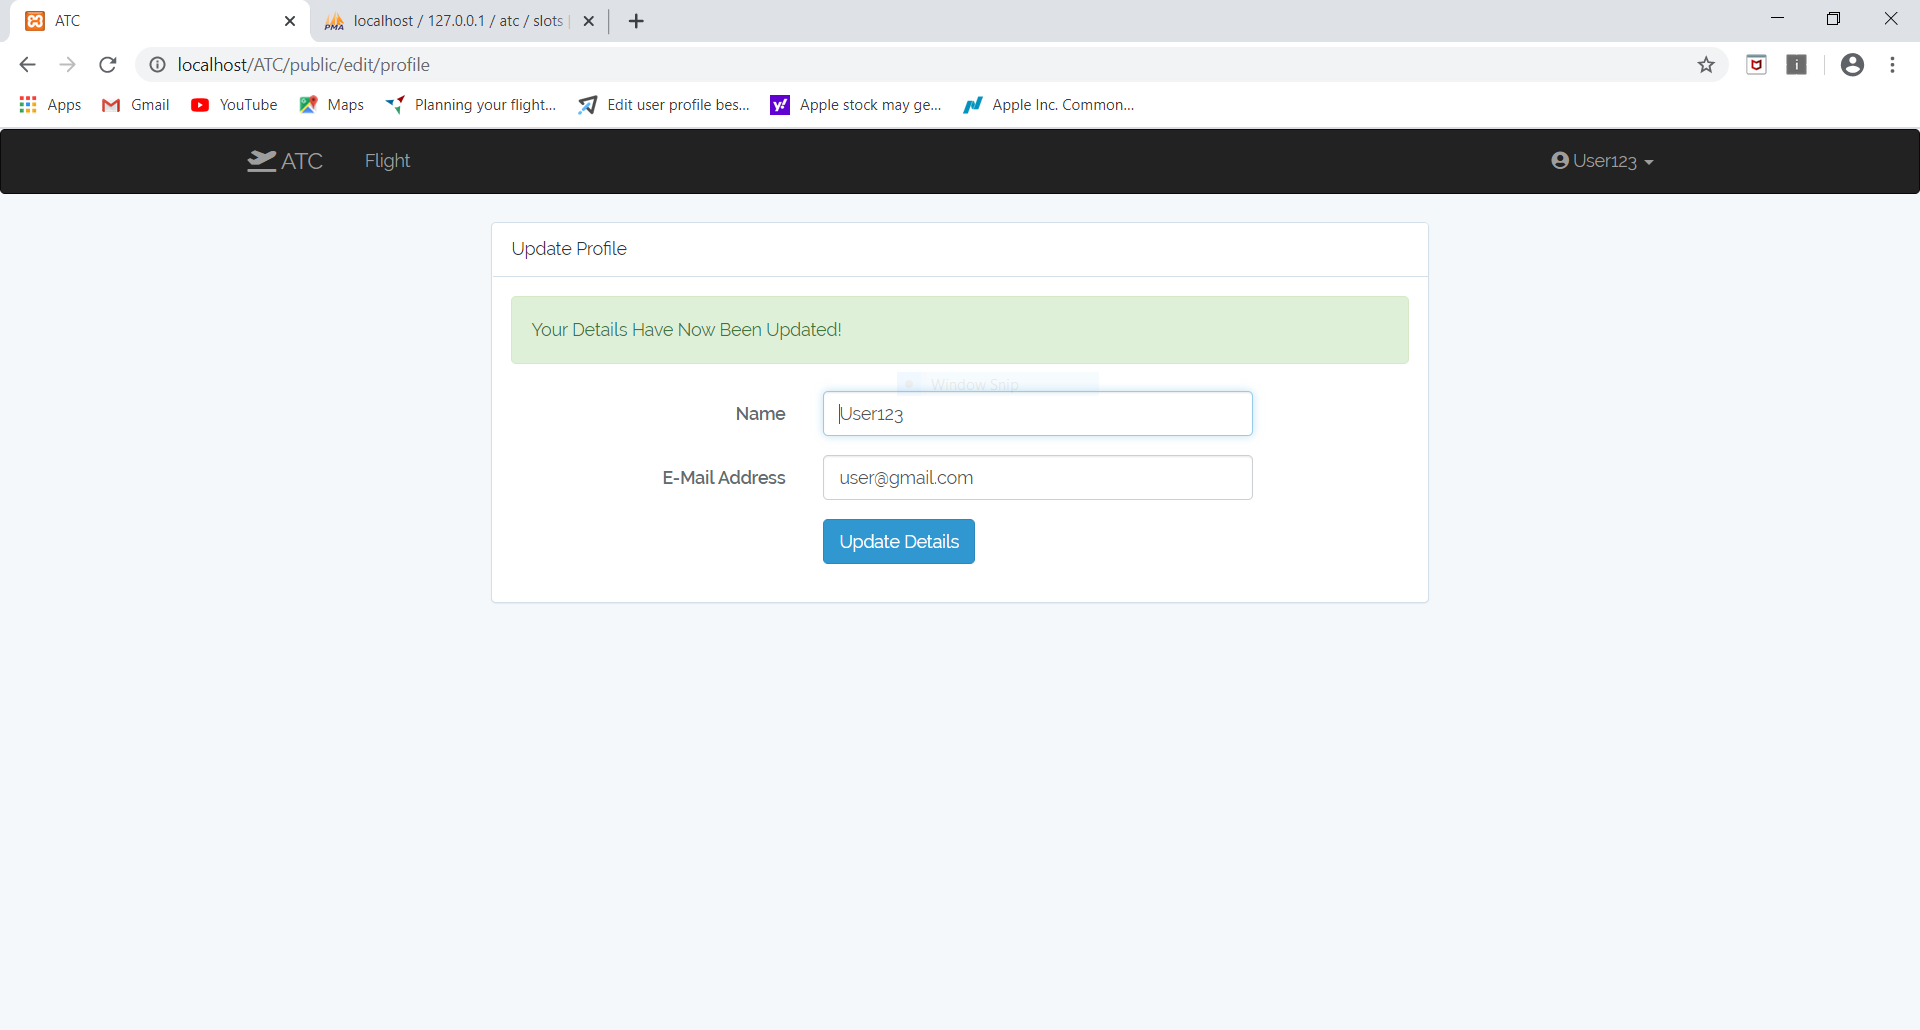 ATC
localhost / 127.0.0.1 / atc / slots
localhost/ATC/public/edit/profile
Apps
Gmail
YouTube
Maps
Planning your flight...
Edit user profile bes...
Apple stock may ge...
Apple Inc. Common...
ATC
Flight
User123
Update Profile
Your Details Have Now Been Updated!
Window Snip
Name
User123
E-Mail Address
user@gmail.com
Update Details